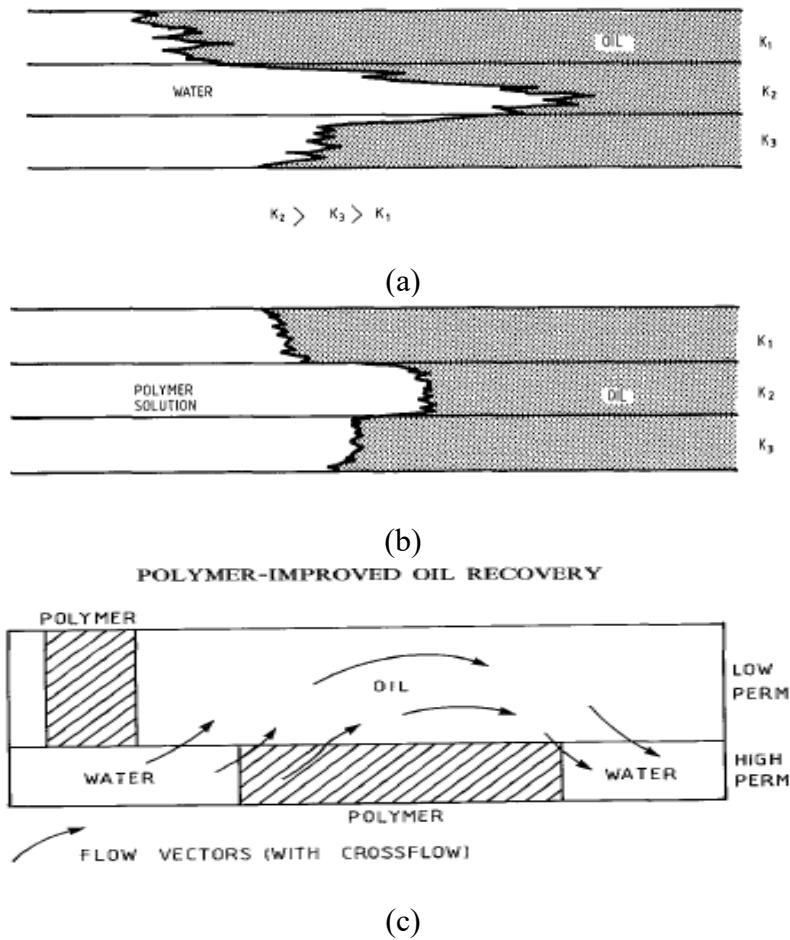 OIL
K₁
WATER
K₂
K₃
K₂ > K₃ > K₁
(a)
K₁
POLYMER
SOLUTION
OIL
K₂
K₃
(b)
POLYMER-IMPROVED OIL RECOVERY
POLYMER
OIL
LOW
PERM
WATER
WATER
HIGH
PERM
POLYMER
FLOW VECTORS (WITH CROSSFLOW)
(c)